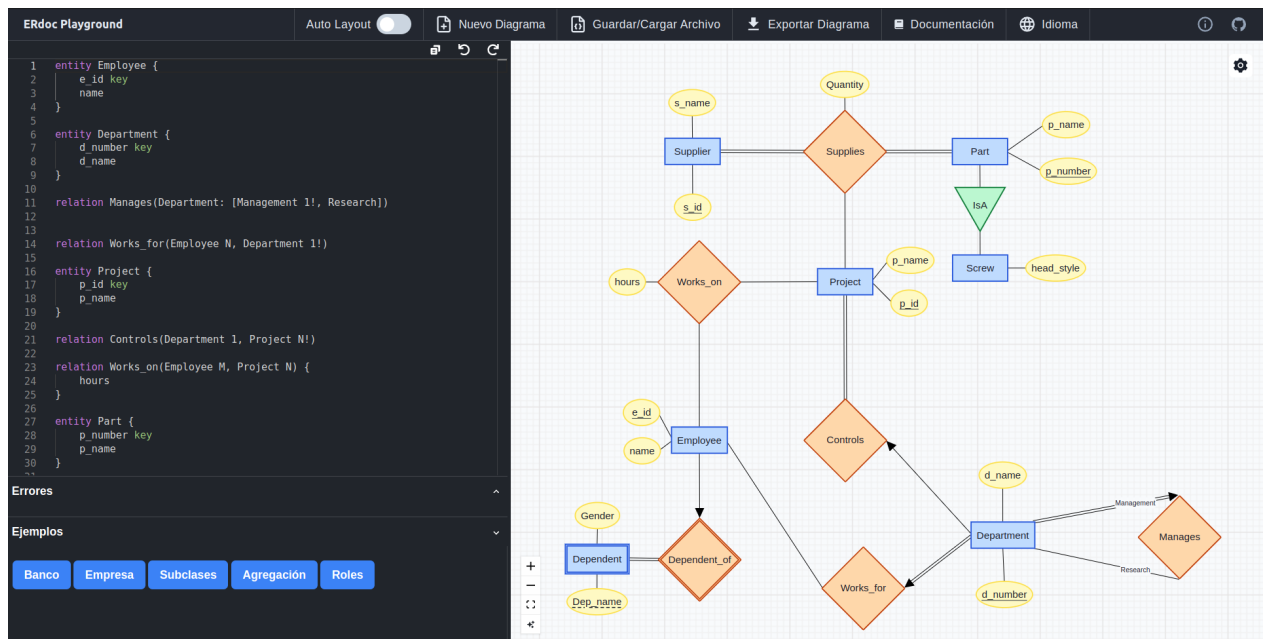 ERdoc Playground
Auto Layout
Nuevo Diagrama
Guardar/Cargar Archivo
Exportar Diagrama
Documentación
Idioma
1 entity Employee {
2 e_id key
3 name
4 }
5
6 entity Department {
7 d_number key
8 d_name
9 }
10
11 relation Manages(Department: [Management 1!, Research])
12
13
14 relation Works_for(Employee N, Department 1!)
15
16 entity Project {
17 p_id key
18 p_name
19 }
20
21 relation Controls(Department 1, Project N!)
22
23 relation Works_on(Employee M, Project N) {
24 hours
25 }
26
27 entity Part {
28 p_number key
29 p_name
30 }
Errores
Ejemplos
Banco
Empresa
Subclases
Agregación
Roles
Quantity
s_name
p_name
Supplier
Supplies
Part
p_number
s_id
IsA
p_name
Screw
head_style
hours
Works_on
Project
p_id
e_id
Employee
name
Controls
d_name
Management
Gender
Department
Manages
Dependent
Dependent_of
Research
Works_for
d_number
Dep_name